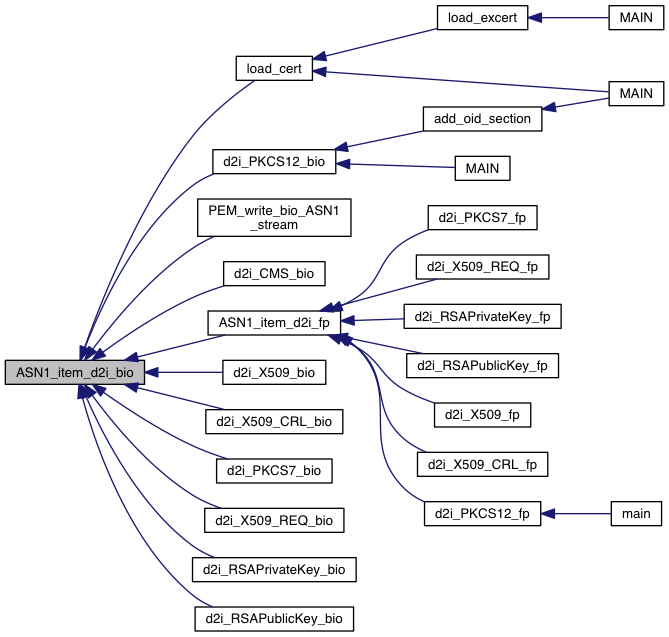 load_excert
MAIN
load_cert
MAIN
add_oid_section
d2i_PKCS12_bio
MAIN
PEM_write_bio_ASN1
_stream
d2i_PKCS7_fp
d2i_CMS_bio
d2i_X509_REQ_fp
ASN1_item_d2i_fp
d2i_RSAPrivateKey_fp
d2i_RSAPublicKey_fp
ASN1_item_d2i_bio
d2i_X509_bio
d2i_X509_fp
d2i_X509_CRL_bio
d2i_X509_CRL_fp
d2i_PKCS7_bio
d2i_PKCS12_fp
main
d2i_X509_REQ_bio
d2i_RSAPrivateKey_bio
d2i_RSAPublicKey_bio